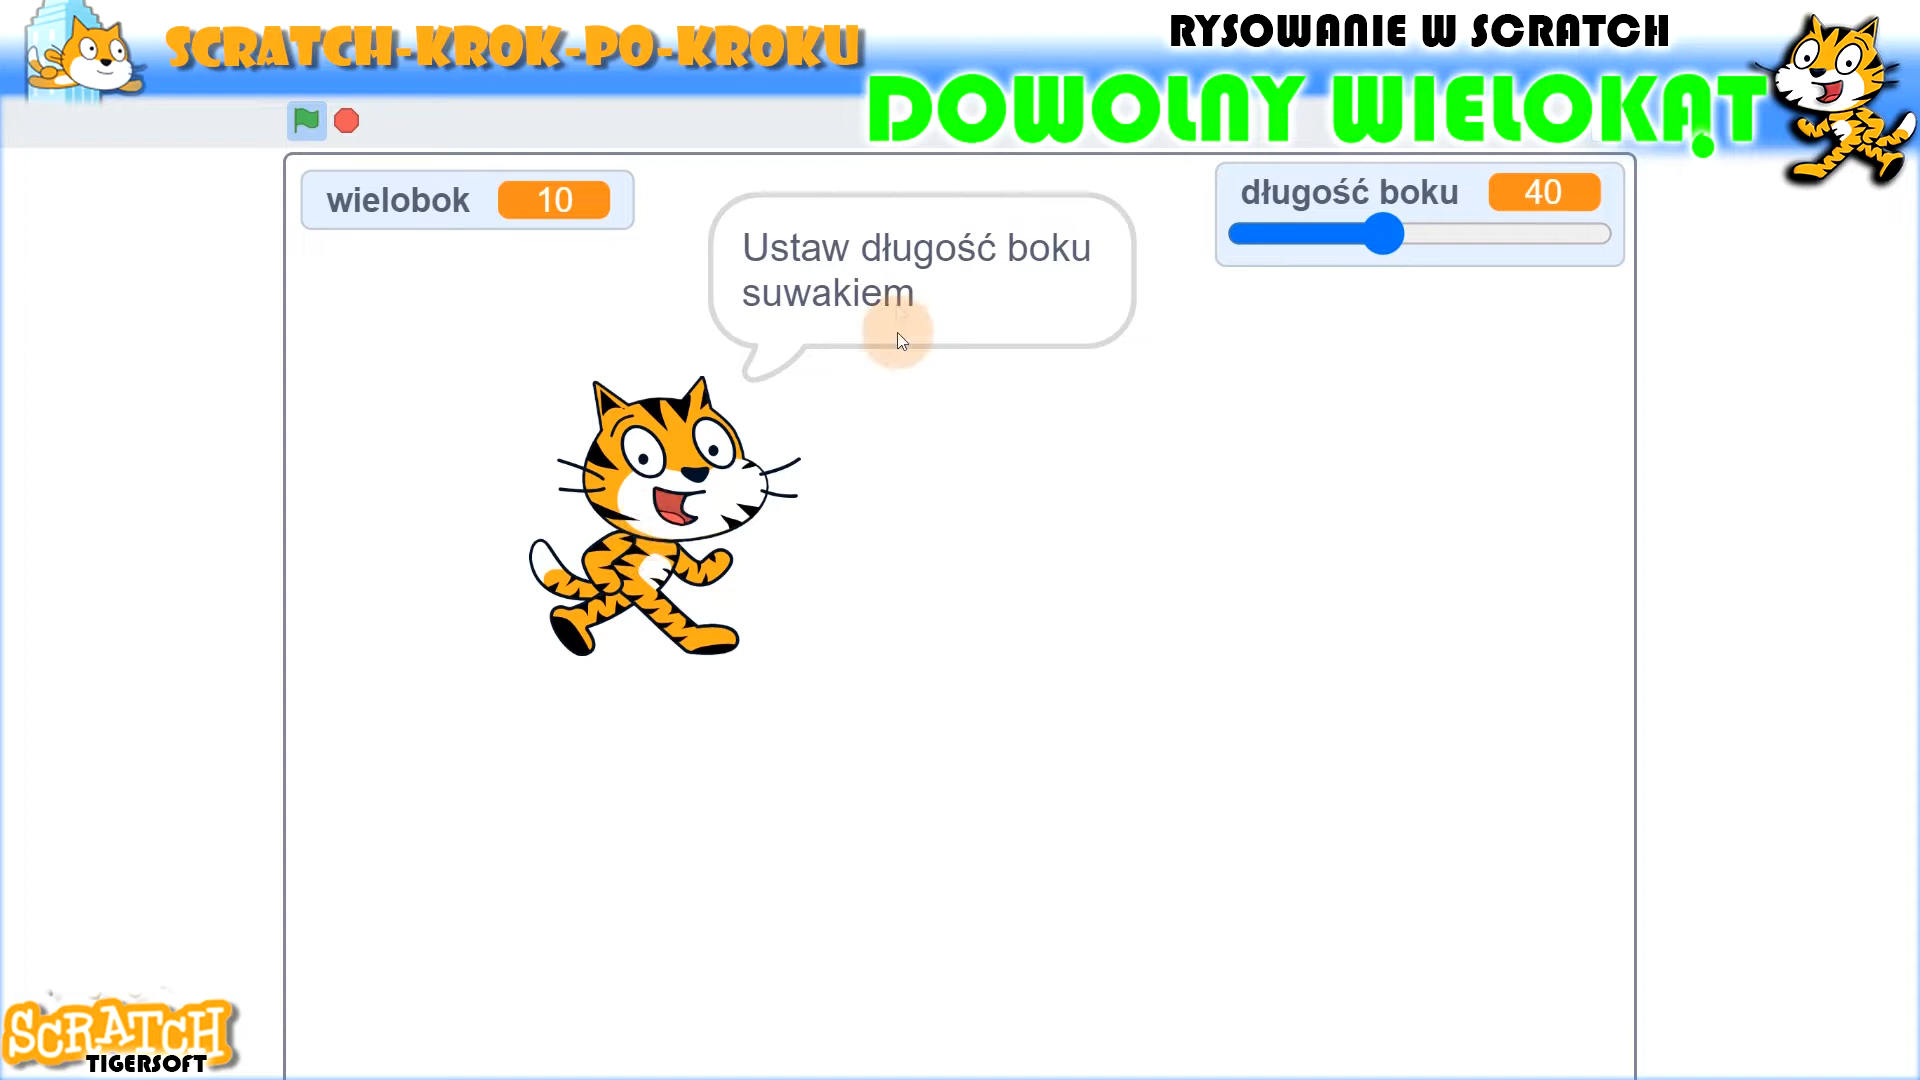 SCRATCH-KROK-PO-KROKU
RYSOWANIE W SCRATCH
DOWOLNY WIELOKĄT
wielobok 10
długość boku 40
Ustaw długość boku
suwakiem
SCRATCH
TIGERSOFT